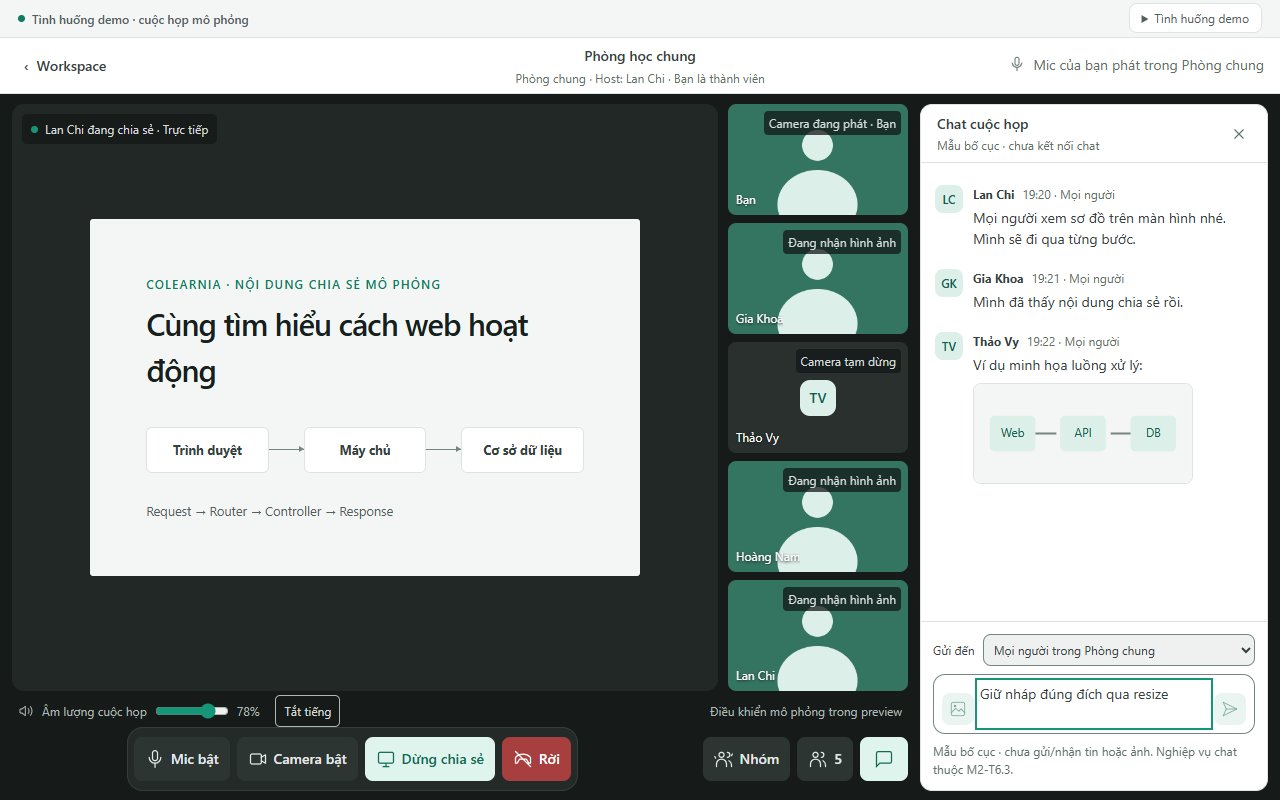 Tình huống demo · cuộc họp mô phỏng
Tình huống demo
Workspace
Phòng học chung
Phòng chung · Host: Lan Chi · Bạn là thành viên
Mic của bạn phát trong Phòng chung
Lan Chi đang chia sẻ · Trực tiếp
COLEARNIA · NỘI DUNG CHIA SẺ MÔ PHỎNG
Cùng tìm hiểu cách web hoạt
động
Trình duyệt
Máy chủ
Cơ sở dữ liệu
Request → Router → Controller → Response
Camera đang phát · Bạn
Bạn
Đang nhận hình ảnh
Gia Khoa
Camera tạm dừng
TV
Thảo Vy
Đang nhận hình ảnh
Hoàng Nam
Đang nhận hình ảnh
Lan Chi
Âm lượng cuộc họp
78%
Tắt tiếng
Điều khiển mô phỏng trong preview
Mic bật
Camera bật
Dừng chia sẻ
Rời
Nhóm
5
Chat cuộc họp
Mẫu bố cục · chưa kết nối chat
LC
Lan Chi 19:20 · Mọi người
Mọi người xem sơ đồ trên màn hình nhé.
Mình sẽ đi qua từng bước.
GK
Gia Khoa 19:21 · Mọi người
Mình đã thấy nội dung chia sẻ rồi.
TV
Thảo Vy 19:22 · Mọi người
Ví dụ minh họa luồng xử lý:
Web
API
DB
Gửi đến
Mọi người trong Phòng chung
Giữ nháp đúng đích qua resize
Mẫu bố cục · chưa gửi/nhận tin hoặc ảnh. Nghiệp vụ chat
thuộc M2-T6.3.